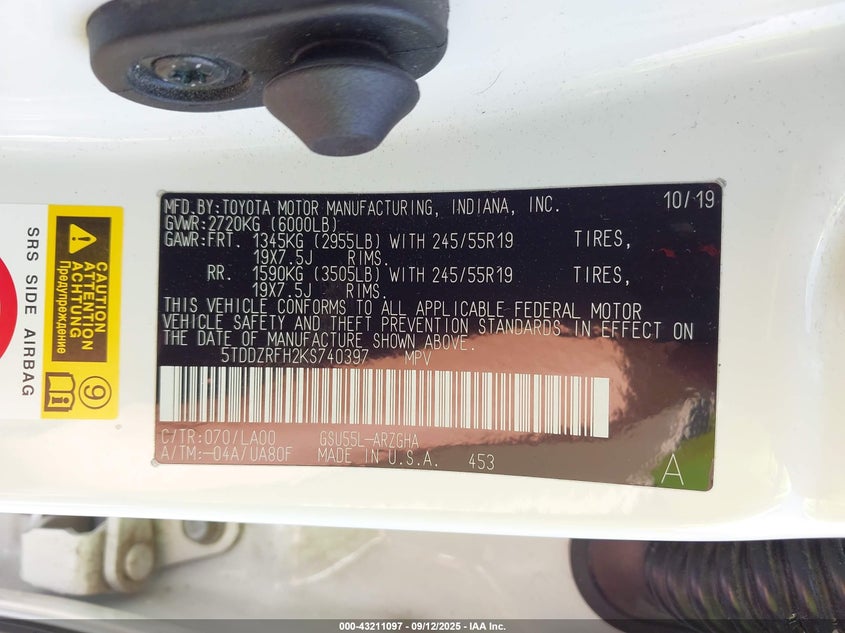 MFD.BY:TOYOTA MOTOR MANUFACTURING, INDIANA, INC. 10/19
GVWR:2720KG (6000LB)
GAWR:FRT. 1345KG (2955LB) WITH 245/55R19 TIRES,
19X7.5J RIMS.
RR. 1590KG (3505LB) WITH 245/55R19 TIRES,
19X7.5J RIMS.
THIS VEHICLE CONFORMS TO ALL APPLICABLE FEDERAL MOTOR
VEHICLE SAFETY AND THEFT PREVENTION STANDARDS IN EFFECT ON
THE DATE OF MANUFACTURE SHOWN ABOVE.
5TDDZRFH2KS740397 MPV
C/TR:070/LA00 GSU55L-ARZGHA
A/TM:-04A/UA80F MADE IN U.S.A. 453 A
SRS SIDE AIRBAG
CAUTION
ATTENTION
ACHTUNG
Предупреждение
9
000-43211097 - 09/12/2025 - IAA Inc.